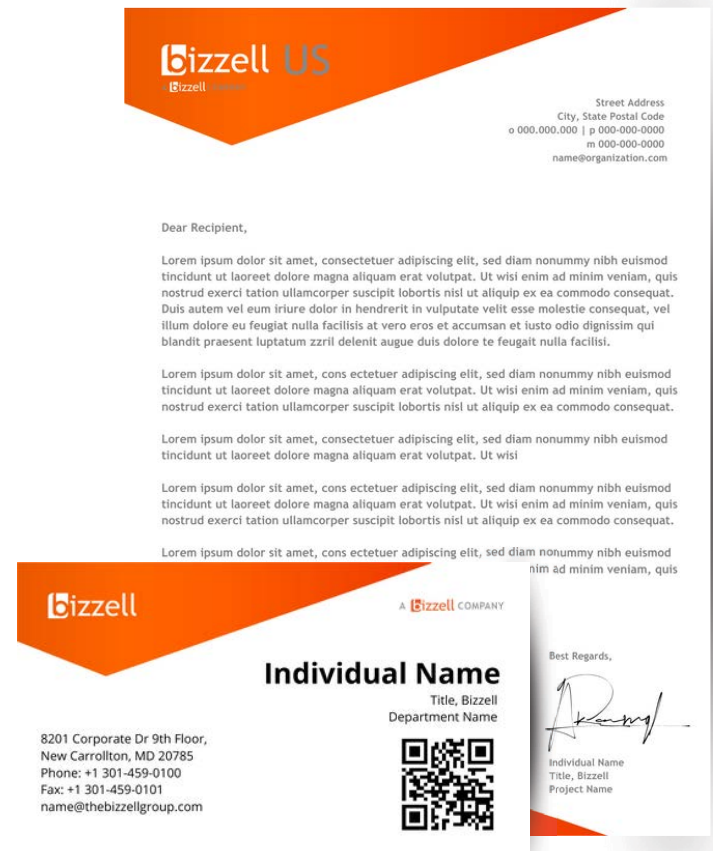 bizzell US
A bizzell COMPANY
Street Address
City, State Postal Code
o 000.000.000 | p 000-000-0000
m 000-000-0000
name@organization.com
Dear Recipient,
Lorem ipsum dolor sit amet, consectetuer adipiscing elit, sed diam nonummy nibh euismod
tincidunt ut laoreet dolore magna aliquam erat volutpat. Ut wisi enim ad minim veniam, quis
nostrud exerci tation ullamcorper suscipit lobortis nisl ut aliquip ex ea commodo consequat.
Duis autem vel eum iriure dolor in hendrerit in vulputate velit esse molestie consequat, vel
illum dolore eu feugiat nulla facilisis at vero eros et accumsan et iusto odio dignissim qui
blandit praesent luptatum zzril delenit augue duis dolore te feugait nulla facilisi.
Lorem ipsum dolor sit amet, cons ectetuer adipiscing elit, sed diam nonummy nibh euismod
tincidunt ut laoreet dolore magna aliquam erat volutpat. Ut wisi enim ad minim veniam, quis
nostrud exerci tation ullamcorper suscipit lobortis nisl ut aliquip ex ea commodo consequat.
Lorem ipsum dolor sit amet, consectetuer adipiscing elit, sed diam nonummy nibh euismod
tincidunt ut laoreet dolore magna aliquam erat volutpat. Ut wisi
Lorem ipsum dolor sit amet, cons ectetuer adipiscing elit, sed diam nonummy nibh euismod
tincidunt ut laoreet dolore magna aliquam erat volutpat. Ut wisi enim ad minim veniam, quis
nostrud exerci tation ullamcorper suscipit lobortis nisl ut aliquip ex ea commodo consequat.
Lorem ipsum dolor sit amet, cons ectetuer adipiscing elit, sed diam nonummy nibh euismod
ad minim veniam, quis
Best Regards,
Individual Name
Title, Bizzell
Project Name
bizzell
A bizzell COMPANY
Individual Name
Title, Bizzell
Department Name
8201 Corporate Dr 9th Floor,
New Carrollton, MD 20785
Phone: +1 301-459-0100
Fax: +1 301-459-0101
name@thebizzellgroup.com